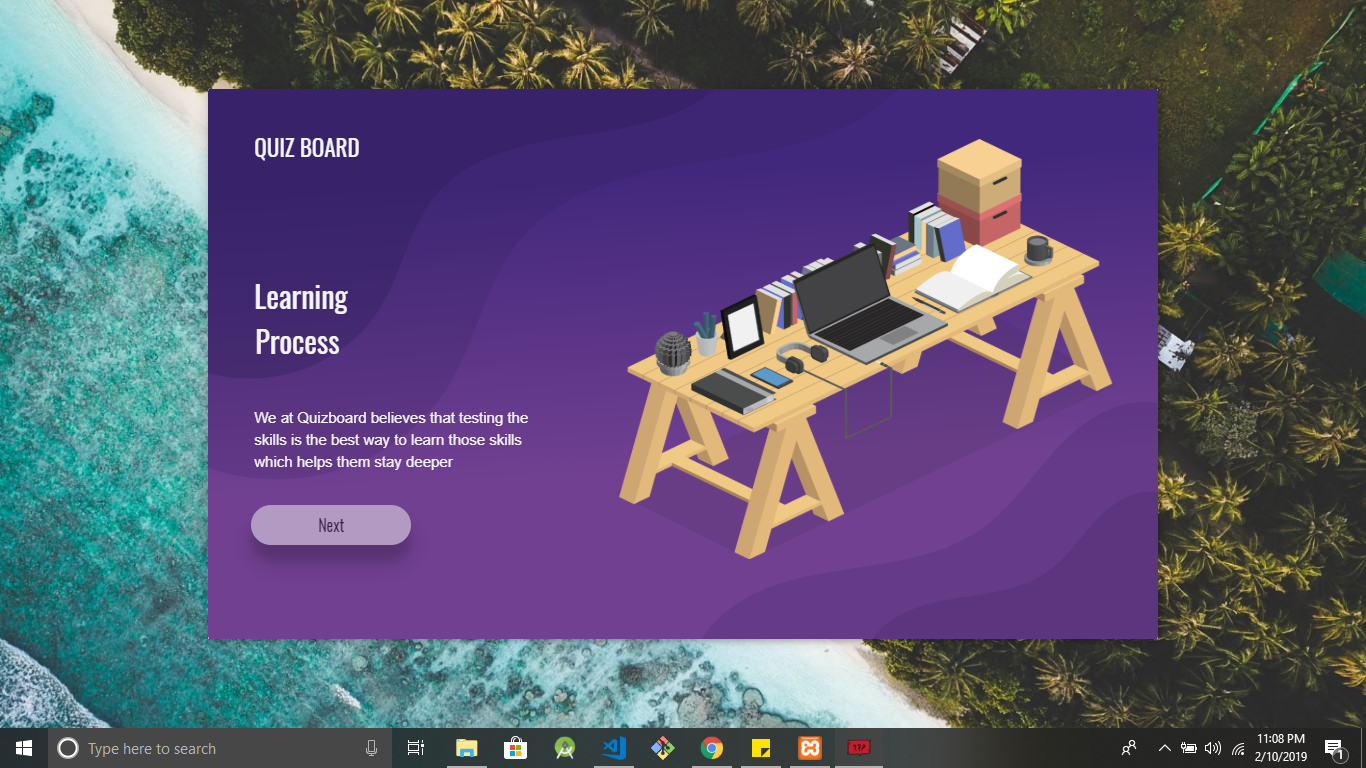 QUIZ BOARD
Learning
Process
We at Quizboard believes that testing the
skills is the best way to learn those skills
which helps them stay deeper
Next
Type here to search
11:08 PM
2/10/2019
1